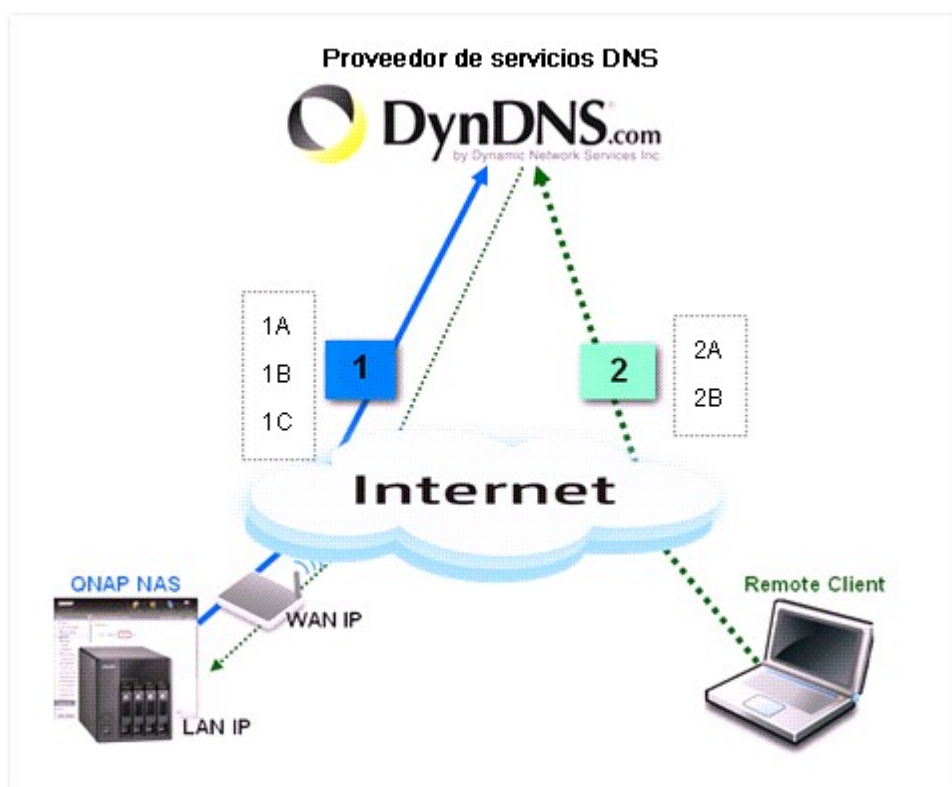 Proveedor de servicios DNS
DynDNS.com
by Dynamic Network Services Inc.
1A
1B
1C
1
2
2A
2B
Internet
QNAP NAS
WAN IP
LAN IP
Remote Client